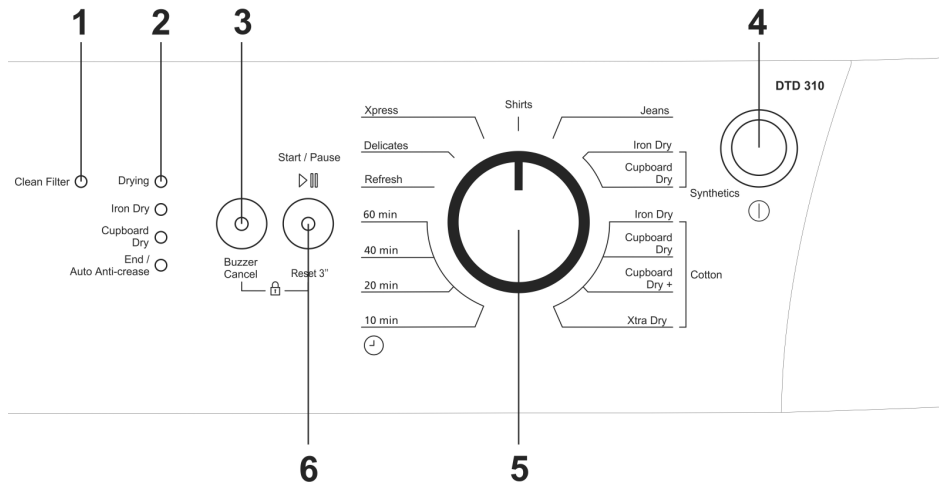 1
2
3
4
DTD 310
Xpress
Shirts
Jeans
Delicates
Start / Pause
Iron Dry
Cupboard
Dry
Clean Filter
Drying
Refresh
Synthetics
Iron Dry
60 min
Iron Dry
Cupboard
Dry
40 min
Cupboard
Dry
End /
Auto Anti-crease
Buzzer
Cancel
Reset 3"
20 min
Cupboard
Dry +
Cotton
10 min
Xtra Dry
6
5